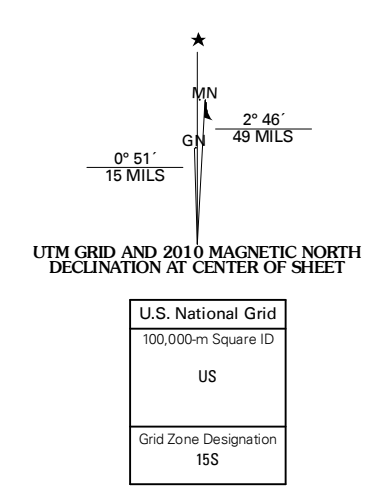 ★
MN
GN
2° 46´
49 MILS
0° 51´
15 MILS
UTM GRID AND 2010 MAGNETIC NORTH
DECLINATION AT CENTER OF SHEET
U.S. National Grid
100,000-m Square ID
US
Grid Zone Designation
15S